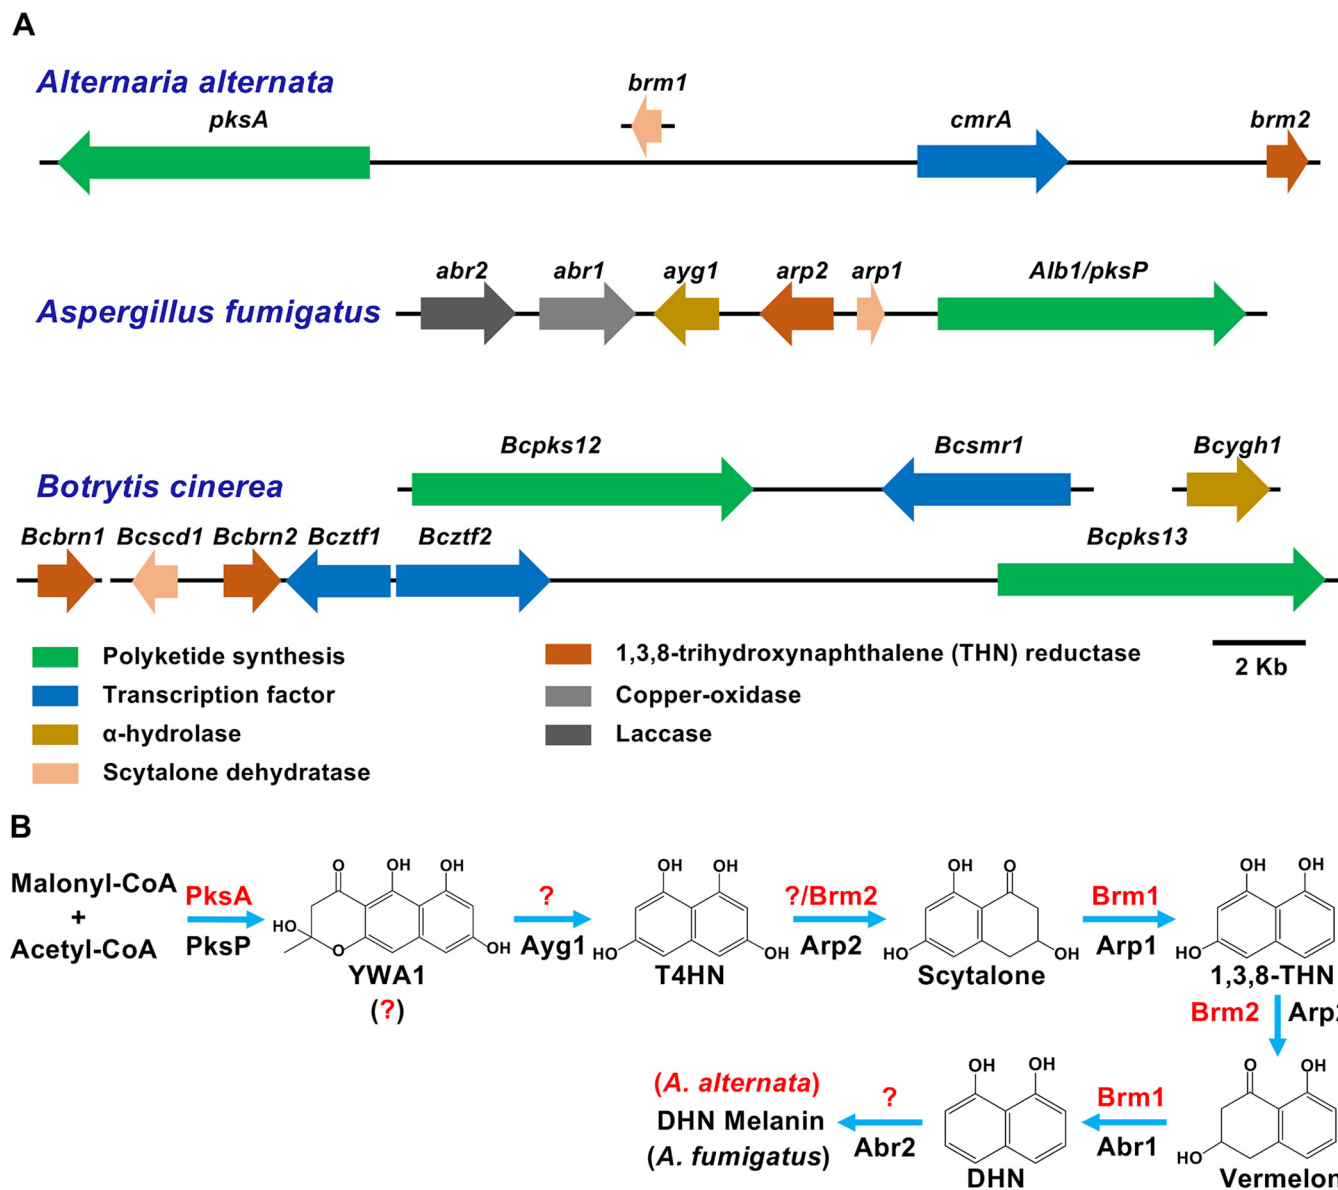 A
Alternaria alternata
pksA
brm1
cmrA
brm2
Aspergillus fumigatus
abr2
abr1
ayg1
arp2
arp1
Alb1/pksP
Botrytis cinerea
Bcpks12
Bcsmr1
Bcygh1
Bcbrn1
Bcscd1
Bcbrn2
Bcztf1
Bcztf2
Bcpks13
Polyketide synthesis
Transcription factor
α-hydrolase
Scytalone dehydratase
1,3,8-trihydroxynaphthalene (THN) reductase
Copper-oxidase
Laccase
2 Kb
B
Malonyl-CoA
+
Acetyl-CoA
PksA
PksP
O
OH
OH
HO
O
OH
YWA1
(?)
?
Ayg1
OH
OH
HO
OH
T4HN
?/Brm2
Arp2
OH
O
HO
OH
Scytalone
Brm1
Arp1
OH
OH
HO
1,3,8-THN
Brm2
Arp2
O
OH
HO
Vermelon
Brm1
Abr1
OH
OH
DHN
?
Abr2
(A. alternata)
DHN Melanin
(A. fumigatus)